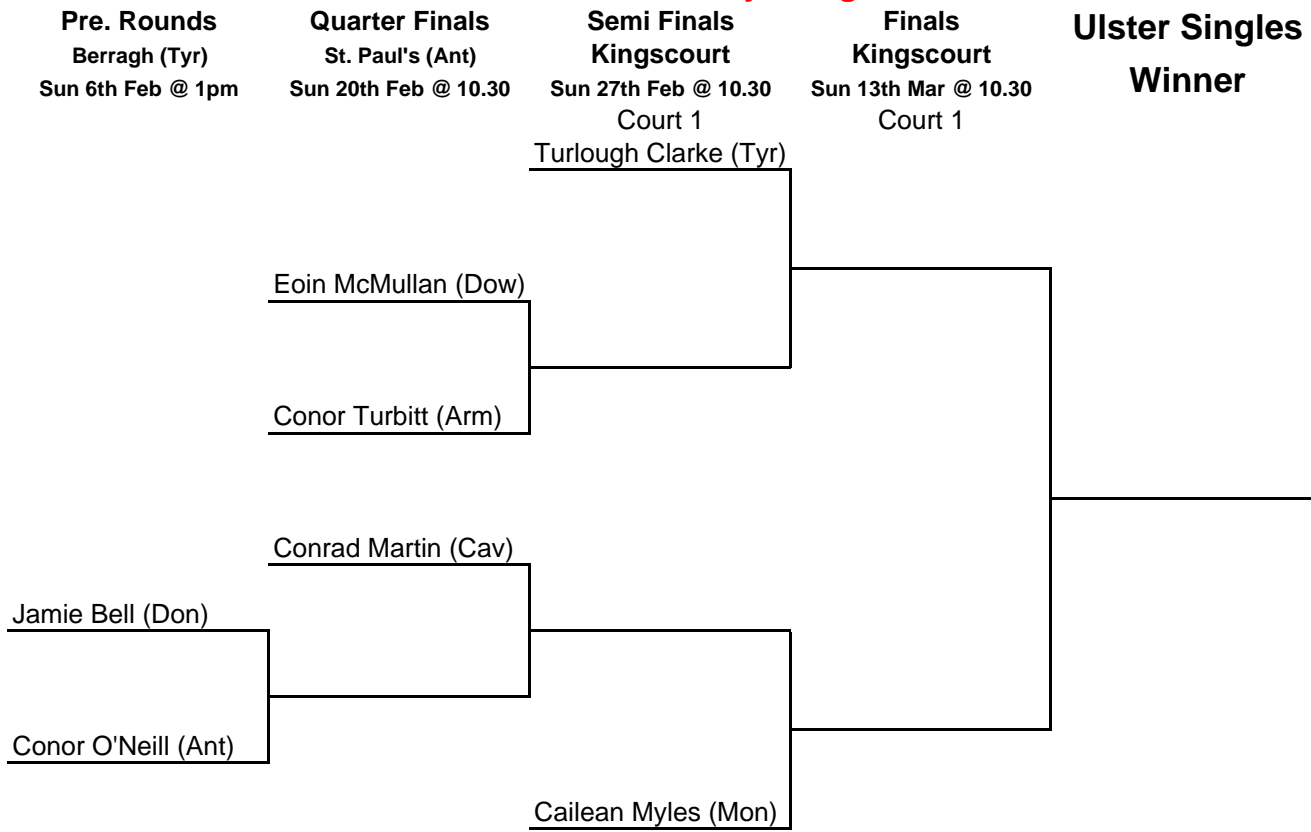 Pre. Rounds
Berragh (Tyr)
Sun 6th Feb @ 1pm
Quarter Finals
St. Paul's (Ant)
Sun 20th Feb @ 10.30
Semi Finals
Kingscourt
Sun 27th Feb @ 10.30
Court 1
Finals
Kingscourt
Sun 13th Mar @ 10.30
Court 1
Ulster Singles
Winner
Turlough Clarke (Tyr)
Eoin McMullan (Dow)
Conor Turbitt (Arm)
Conrad Martin (Cav)
Jamie Bell (Don)
Conor O'Neill (Ant)
Cailean Myles (Mon)